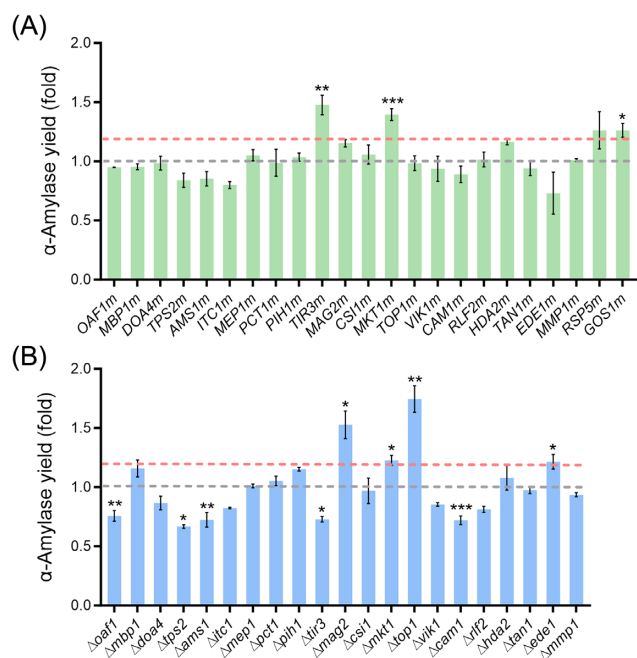 (A)
α-Amylase yield (fold)
2.0
1.5
1.0
0.5
0.0
** *** *
OAF1m MBP1m DOA4m TPS2m AMS1m ITC1m MEP1m PCT1m PIH1m TIR3m MAG2m CSI1m MKT1m TOP1m VIK1m CAM1m RLF2m HDA2m TAN1m EDE1m MMP1m RSP5m GOS1m
(B)
α-Amylase yield (fold)
2.0
1.5
1.0
0.5
0.0
** * ** * * * ** *** *
Δoaf1 Δmbp1 Δdoa4 Δtps2 Δams1 Δitc1 Δmep1 Δpct1 Δpih1 Δtir3 Δmag2 Δcsi1 Δmkt1 Δtop1 Δvik1 Δcam1 Δrlf2 Δhda2 Δtan1 Δede1 Δmmp1